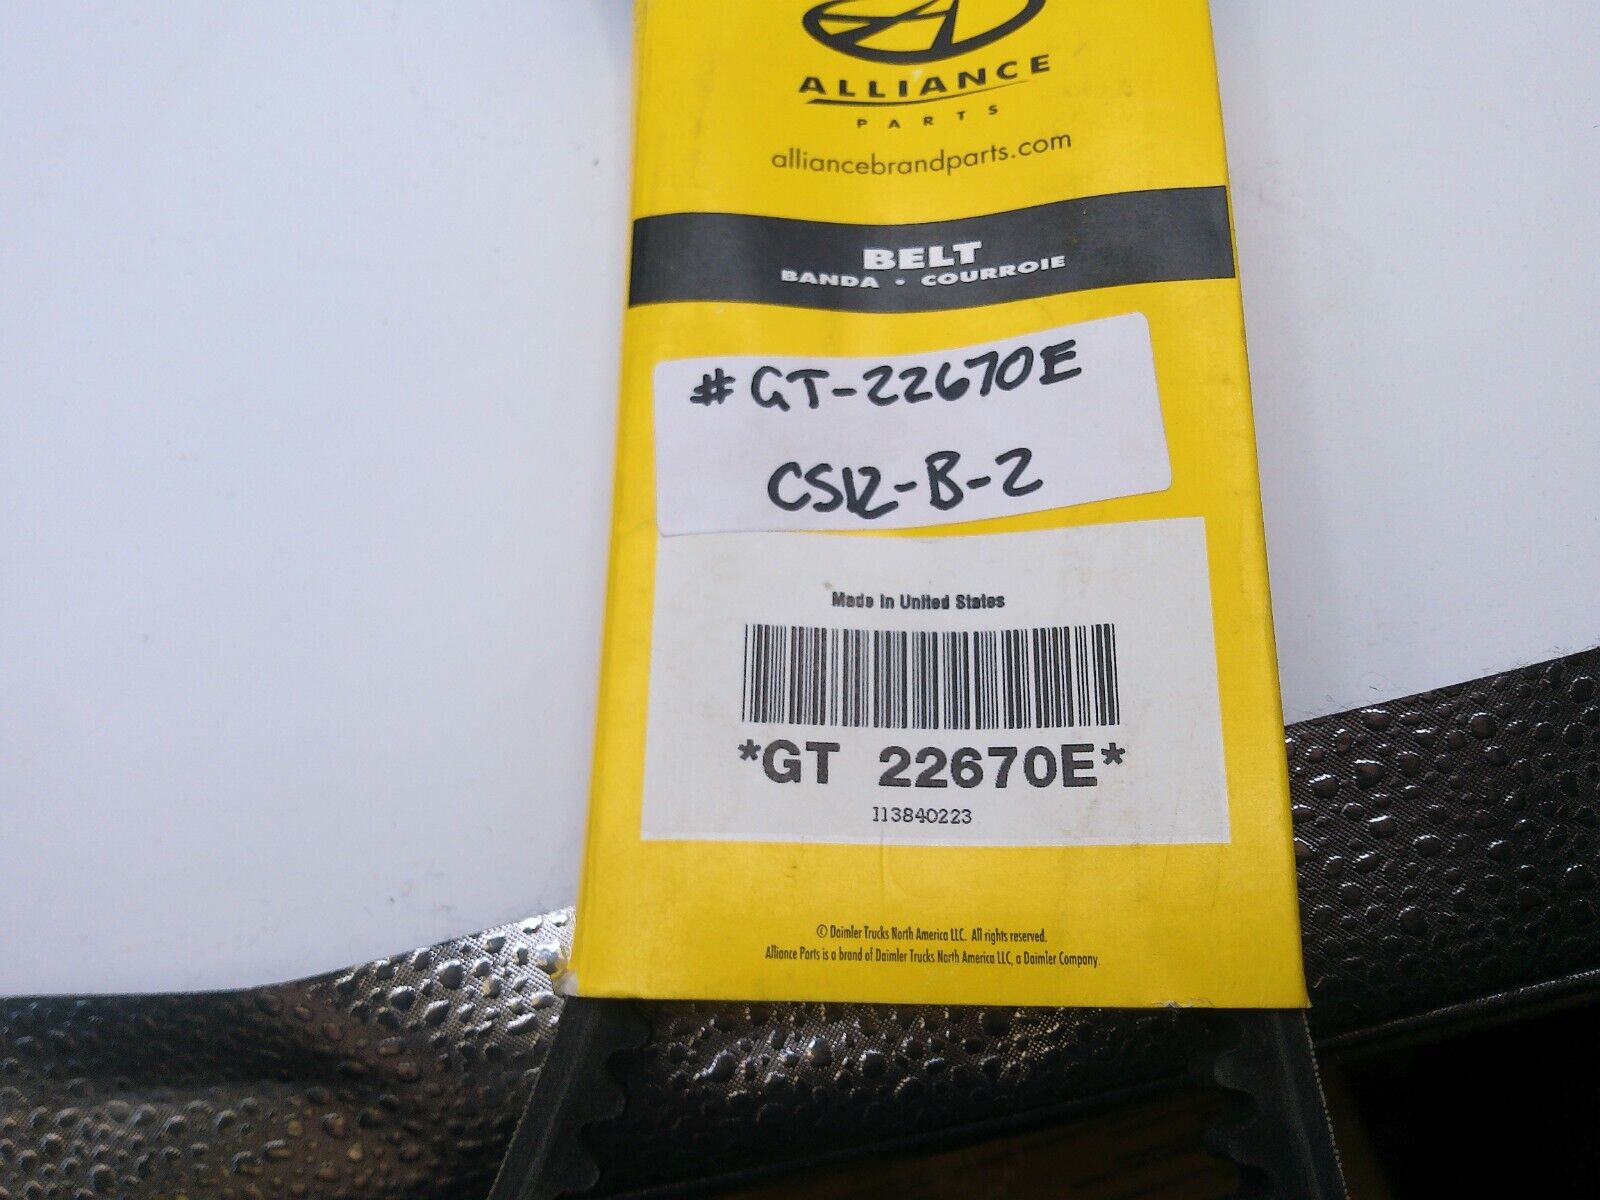 ALLIANCE
PARTS
alliancebrandparts.com
BELT
BANDA • COURROIE
# GT-22670E
CS12-B-2
Made in United States
*GT 22670E*
113840223
© Daimler Trucks North America LLC. All rights reserved.
Alliance Parts is a brand of Daimler Trucks North America LLC, a Daimler Company.